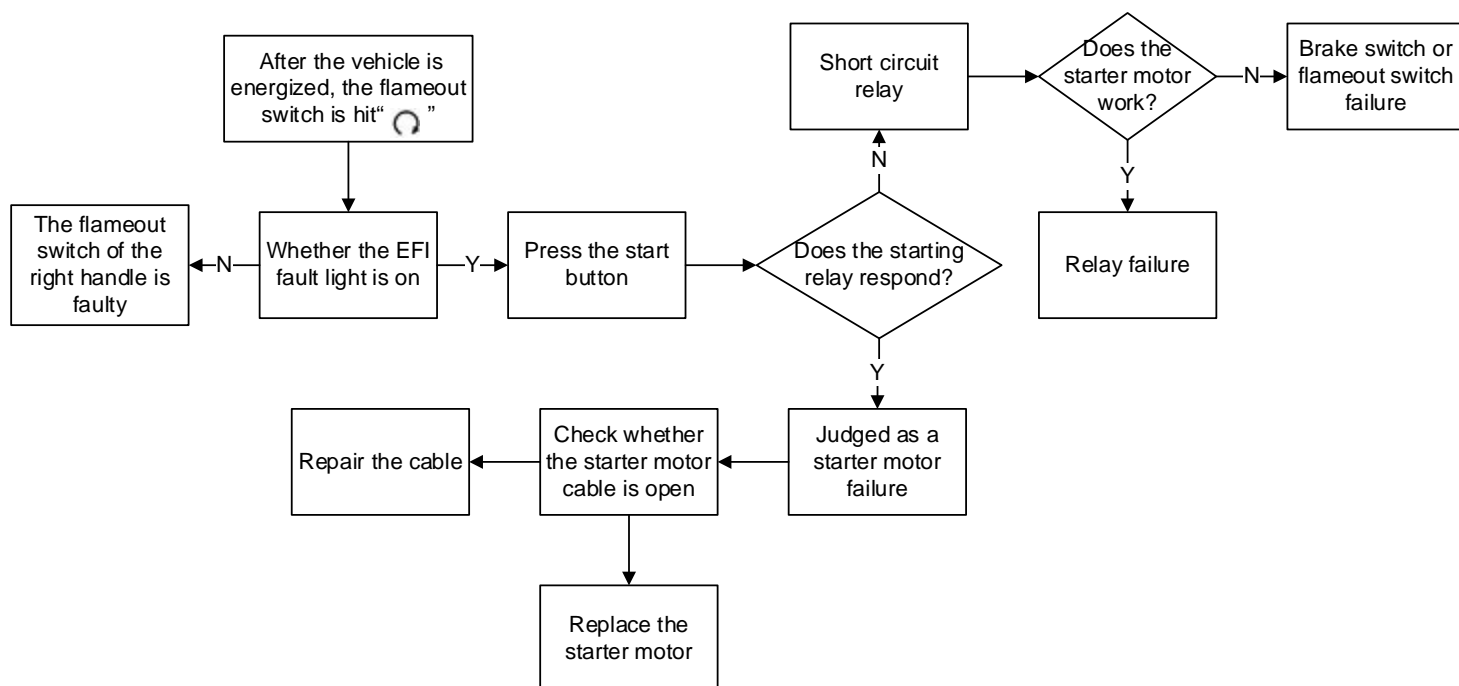 After the vehicle is
energized, the flameout
switch is hit“ ”
Short circuit
relay
Does the
starter motor
work?
N
Brake switch or
flameout switch
failure
N
Y
The flameout
switch of the
right handle is
faulty
N
Whether the EFI
fault light is on
Y
Press the start
button
Does the starting
relay respond?
Relay failure
Y
Repair the cable
Check whether
the starter motor
cable is open
Judged as a
starter motor
failure
Replace the
starter motor